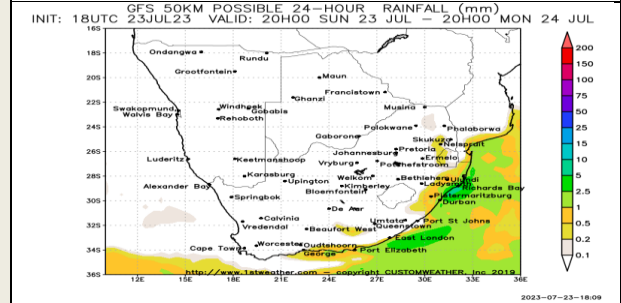 GFS 50KM POSSIBLE 24-HOUR RAINFALL (mm)
INIT: 18UTC 23JUL23 VALID: 20H00 SUN 23 JUL – 20H00 MON 24 JUL
16S
18S
20S
22S
24S
26S
28S
30S
32S
34S
36S
Ondangwa
Rundu
Grootfontein
Maun
Francistown
Ghanzi
Musina
Swakopmund
Walvis Bay
Windhoek
Gobabis
Rehoboth
Polokwane
Phalaborwa
Gaborone
Skukuza
Nelspruit
Johannesburg
Pretoria
Luderitz
Keetmanshoop
Vryburg
Potchefstroom
Ermelo
Karasburg
Upington
Welkom
Bethlehem
Ulundi
Alexander Bay
Kimberley
Ladysmith
Richards Bay
Bloemfontein
Springbok
Pietermaritzburg
Durban
De Aar
Calvinia
Vredendal
Umtata
Port St Johns
Beaufort West
Queenstown
East London
Cape Town
Worcester
Oudtshoorn
George
Port Elizabeth
http://www.1stweather.com – copyright CUSTOMWEATHER, Inc 2019
12E
15E
18E
21E
24E
27E
30E
33E
36E
200
150
100
75
50
25
15
10
5
2.5
1
0.5
0.2
0.1
2023-07-23-18:09